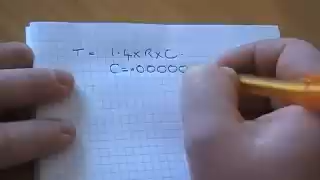 T = 1.4xRxC
C=.00000